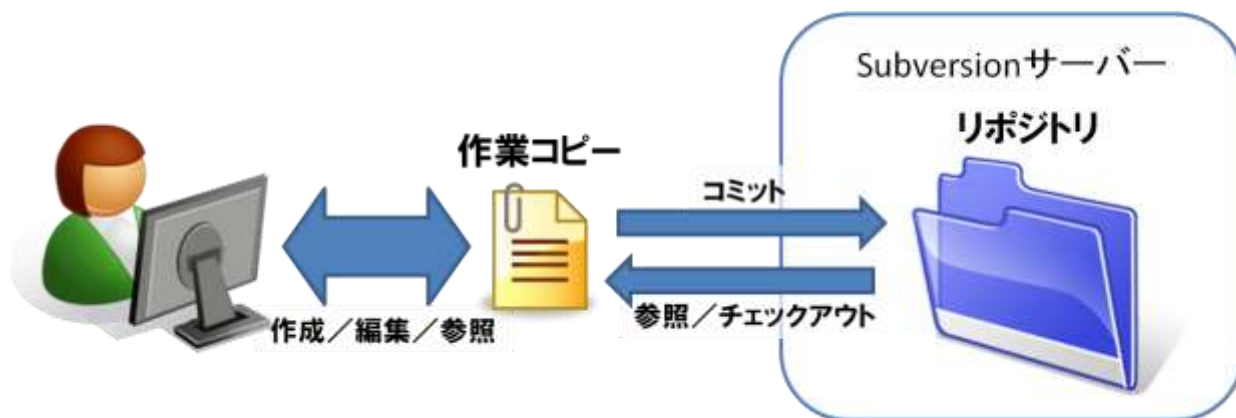 Subversionサーバー
リポジトリ
作業コピー
コミット
参照／チェックアウト
作成／編集／参照